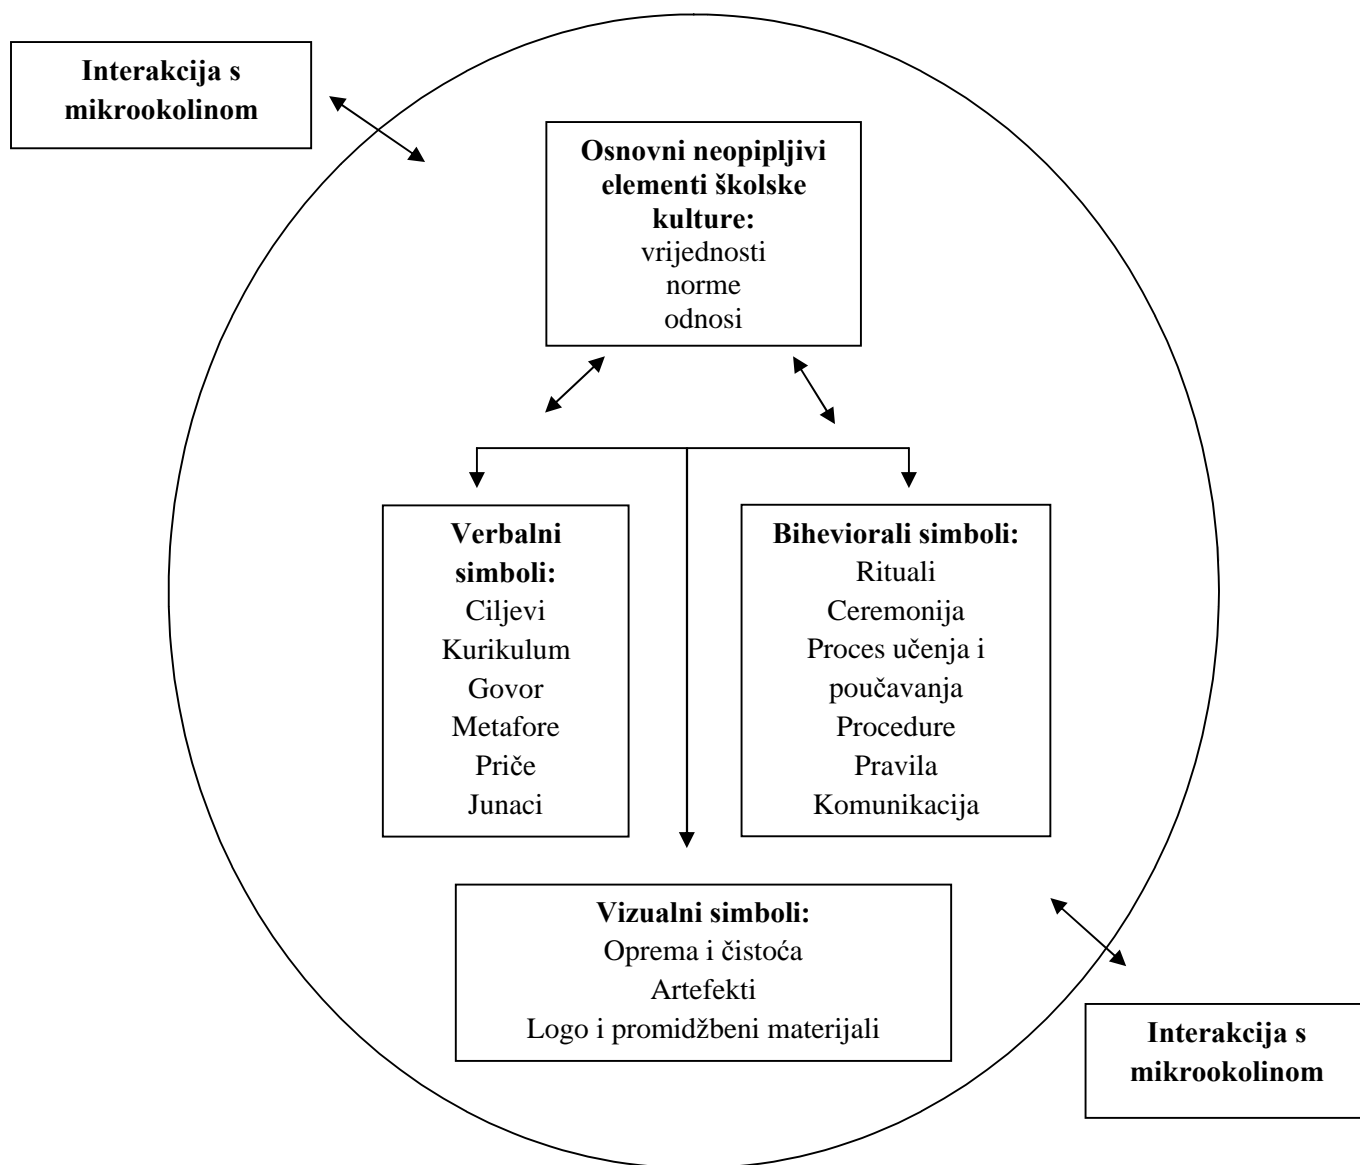 Interakcija s
mikrookolinom
Osnovni neopipljivi
elementi školske
kulture:
vrijednosti
norme
odnosi
Verbalni
simboli:
Ciljevi
Kurikulum
Govor
Metafore
Priče
Junaci
Biheviorali simboli:
Rituali
Ceremonija
Proces učenja i
poučavanja
Procedure
Pravila
Komunikacija
Vizualni simboli:
Oprema i čistoća
Artefekti
Logo i promidžbeni materijali
Interakcija s
mikrookolinom